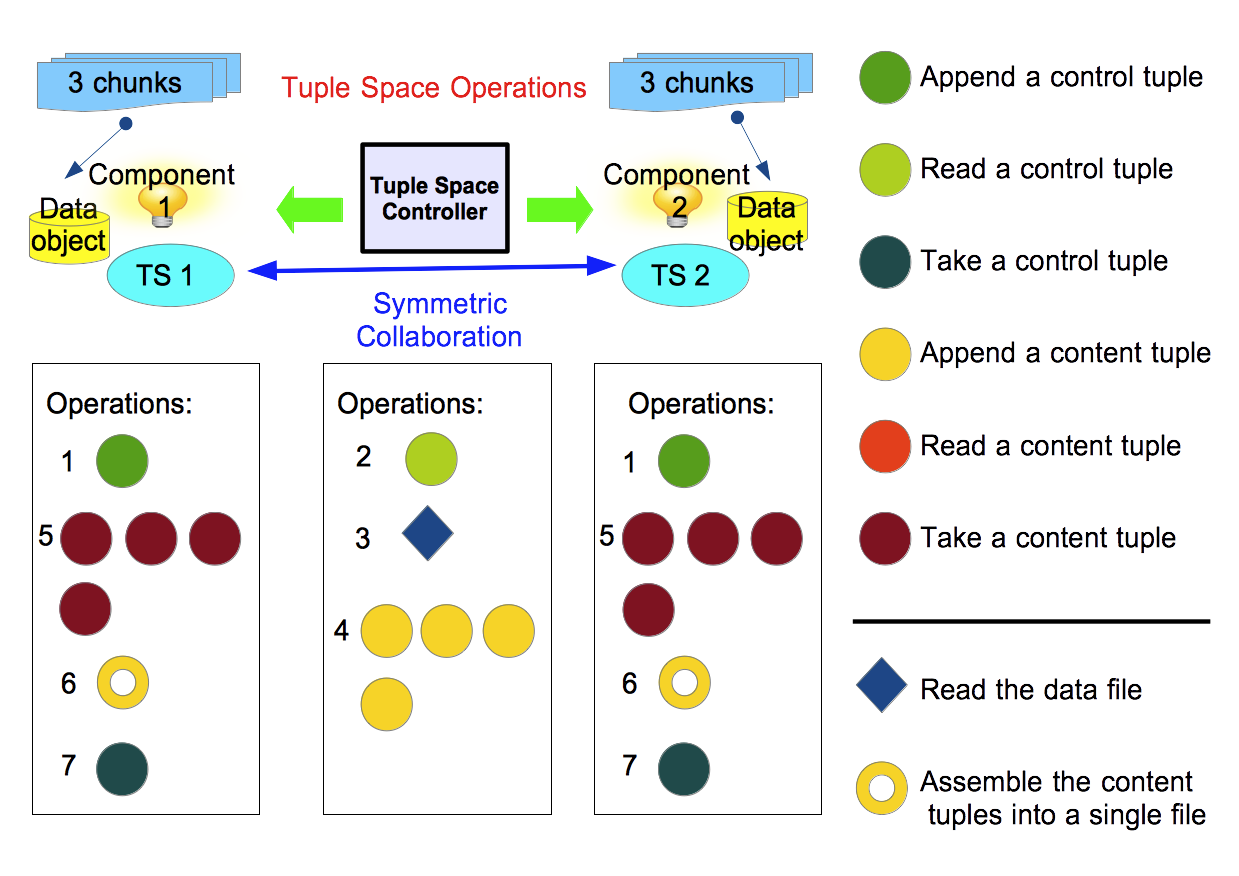 3 chunks
Tuple Space Operations
3 chunks
Component
1
Data
object
TS 1
Tuple Space
Controller
Component
2
Data
object
TS 2
Symmetric
Collaboration
Operations:
1
5
6
7
Operations:
2
3
4
Operations:
1
5
6
7
Append a control tuple
Read a control tuple
Take a control tuple
Append a content tuple
Read a content tuple
Take a content tuple
Read the data file
Assemble the content
tuples into a single file